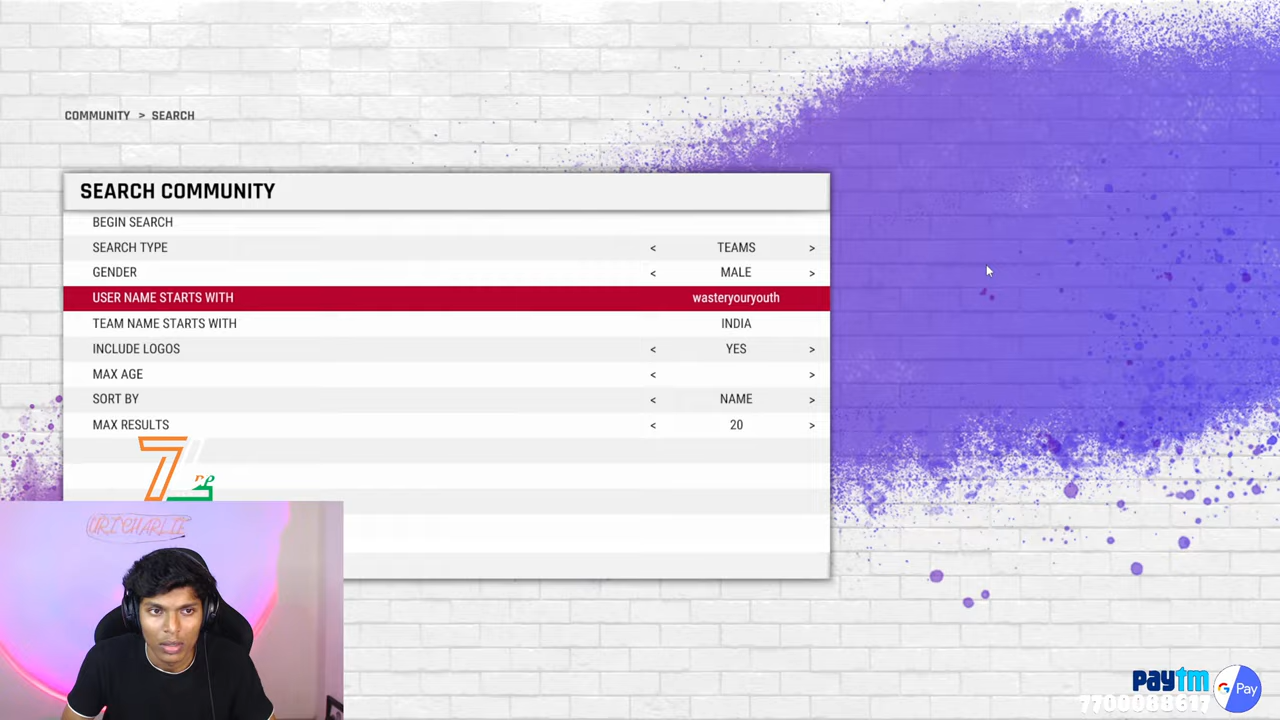 COMMUNITY > SEARCH
SEARCH COMMUNITY
BEGIN SEARCH
SEARCH TYPE < TEAMS >
GENDER < MALE >
USER NAME STARTS WITH wasteryouryouth
TEAM NAME STARTS WITH INDIA
INCLUDE LOGOS < YES >
MAX AGE < >
SORT BY < NAME >
MAX RESULTS < 20 >
paytm
G Pay